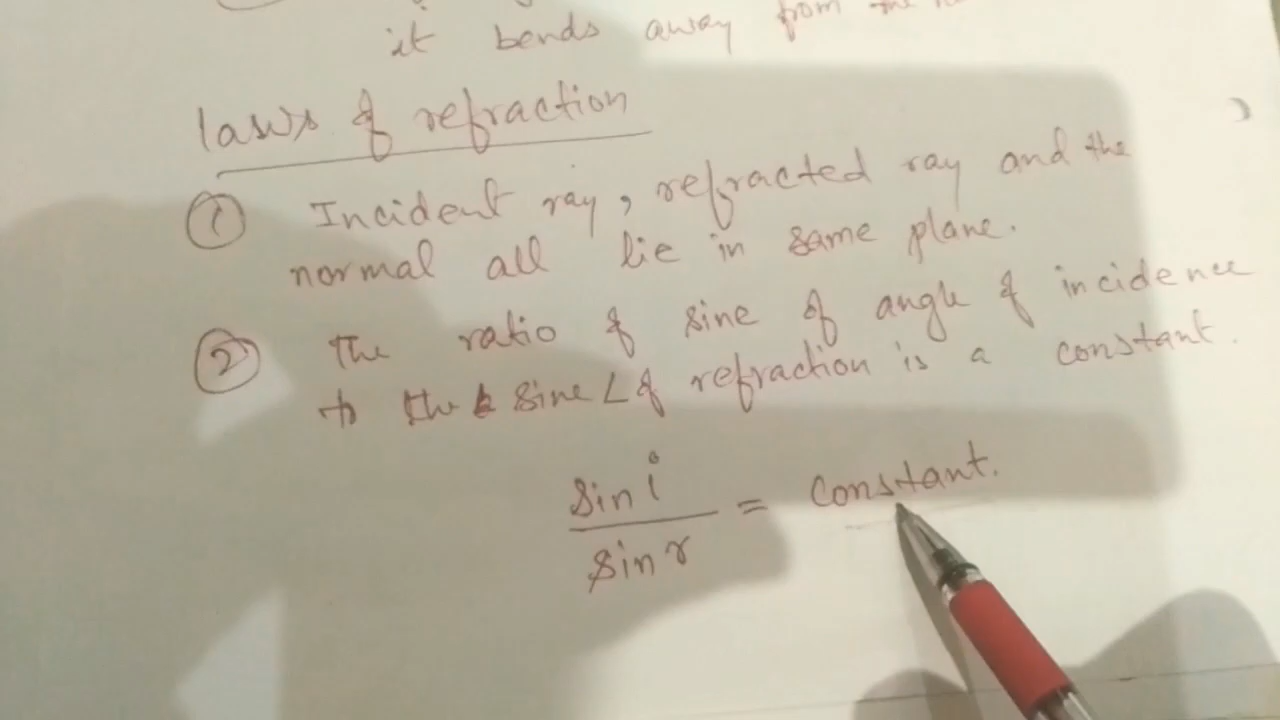 it bends away from the
laws of refraction
① Incident ray, refracted ray and the
normal all lie in same plane.
② The ratio of sine of angle of incidence
to the sine ∠ of refraction is a constant.
sin i
= constant.
sin r